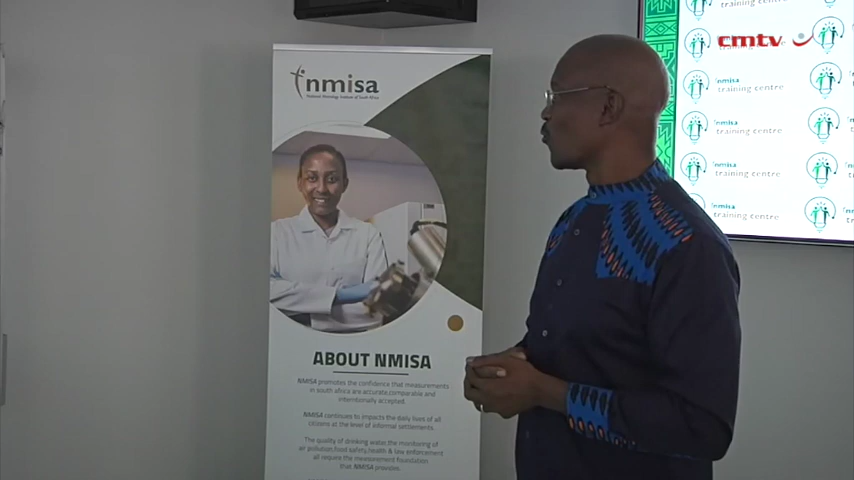 nmisa
National Metrology Institute of South Africa
ABOUT NMISA
NMISA promotes the confidence that measurements
in south africa are accurate,comparable and
interntionally accepted.
NMISA continues to impacts the daily lives of all
citizens at the level of informal settlements.
The quality of drinking water,the monitoring of
air pollution,food safety,health & law enforcement
all require the measurement foundation
that NMISA provides.
cmtv
training centre
nmisa
training centre
nmisa
training centre
nmisa
training centre
nmisa
training centre
nmisa
training centre